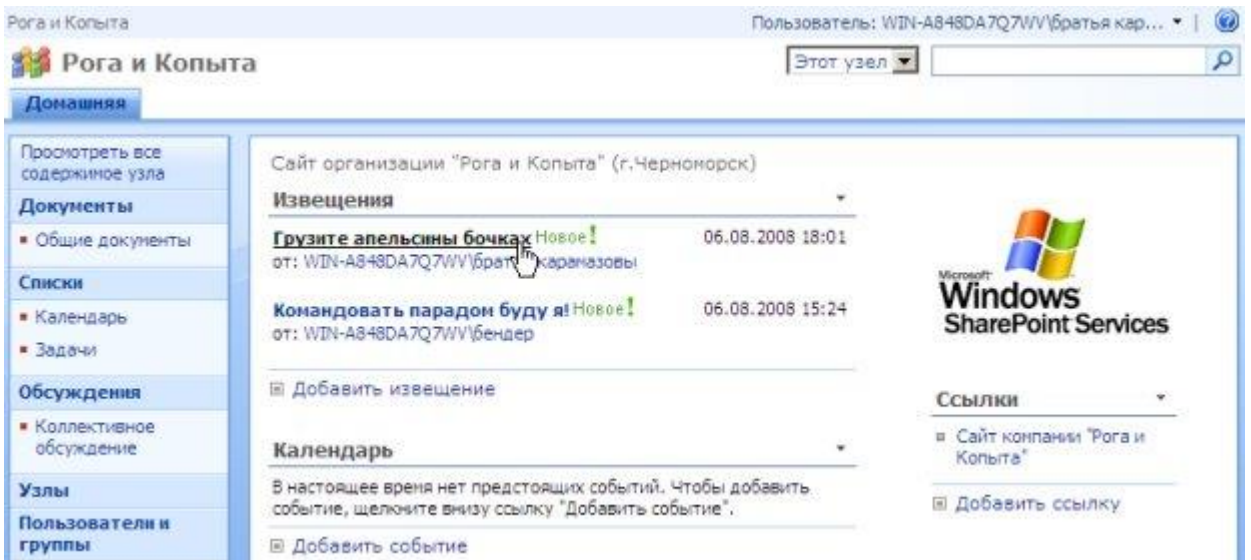 Рога и Копыта
Пользователь: WIN-A848DA7Q7WV\братья кар... |
Рога и Копыта
Этот узел
Домашняя
Просмотреть все
содержимое узла
Документы
Общие документы
Списки
Календарь
Задачи
Обсуждения
Коллективное
обсуждение
Узлы
Пользователи и
группы
Сайт организации "Рога и Копыта" (г.Черноморск)
Извещения
Грузите апельсины бочках Новое! 06.08.2008 18:01
от: WIN-A848DA7Q7WV\брат карамазовы
Командовать парадом буду я! Новое! 06.08.2008 15:24
от: WIN-A848DA7Q7WV\бендер
Добавить извещение
Календарь
В настоящее время нет предстоящих событий. Чтобы добавить
событие, щелкните внизу ссылку "Добавить событие".
Добавить событие
Microsoft
Windows
SharePoint Services
Ссылки
Сайт компании "Рога и
Копыта"
Добавить ссылку